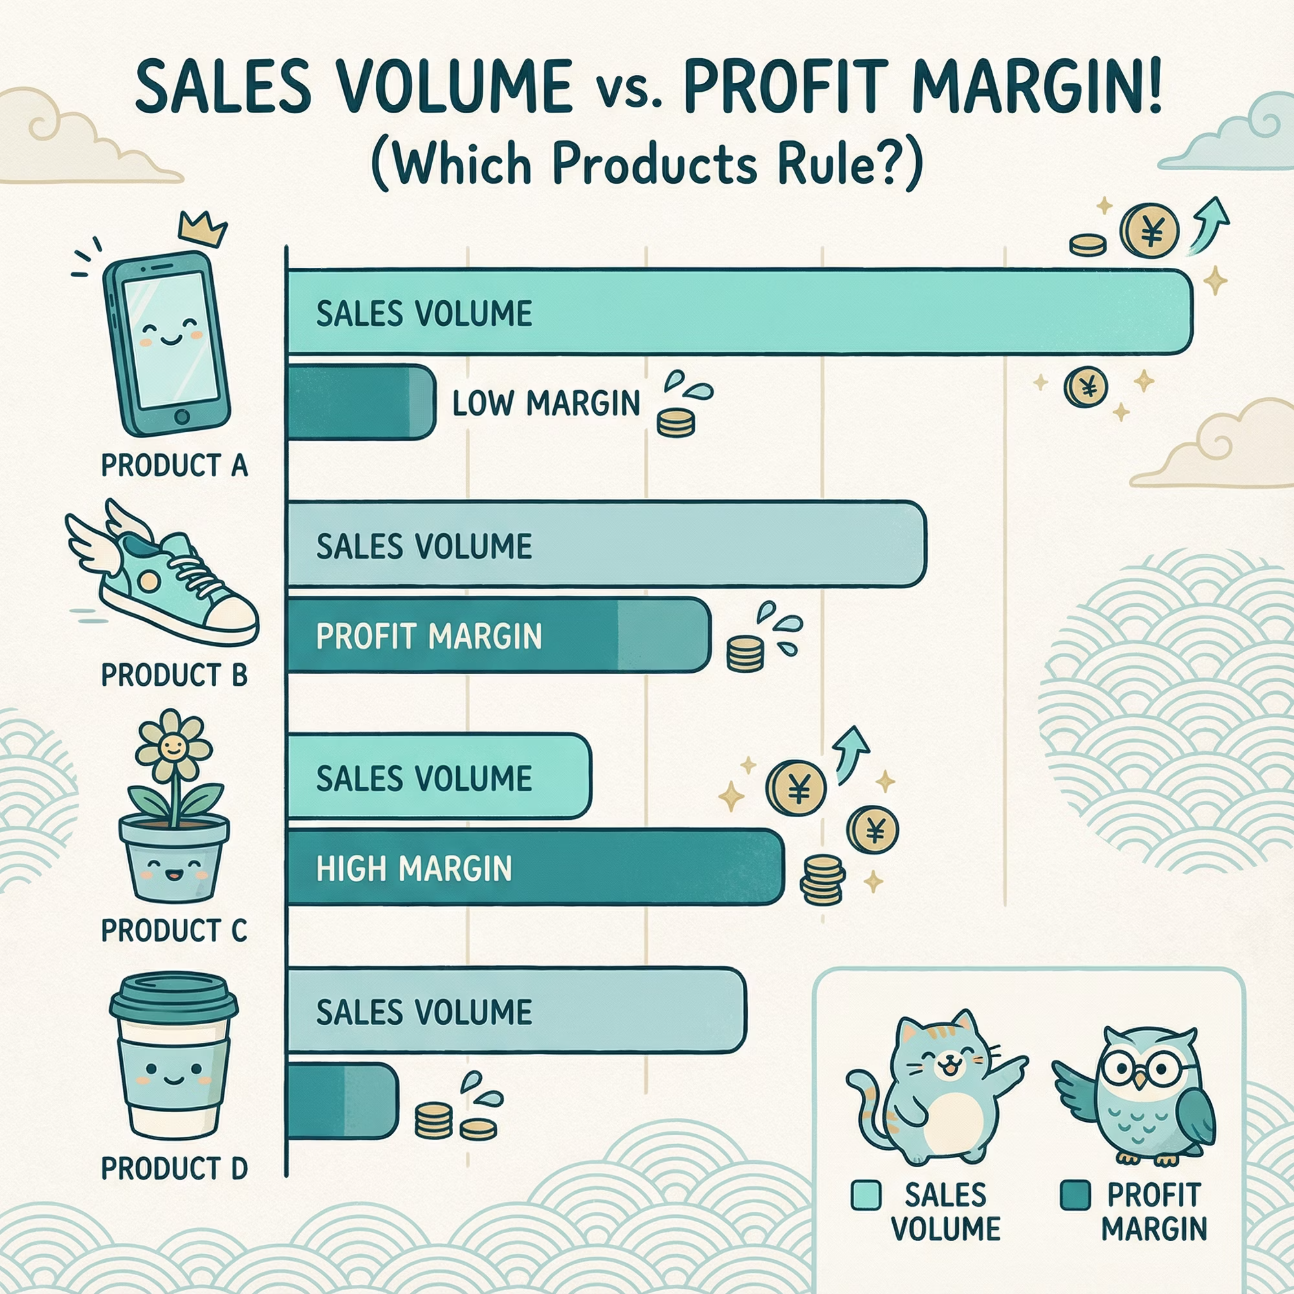 SALES VOLUME vs. PROFIT MARGIN!
(Which Products Rule?)
¥
SALES VOLUME
LOW MARGIN
¥
PRODUCT A
SALES VOLUME
PROFIT MARGIN
PRODUCT B
SALES VOLUME
¥
¥
HIGH MARGIN
PRODUCT C
SALES VOLUME
PRODUCT D
SALES
VOLUME
PROFIT
MARGIN